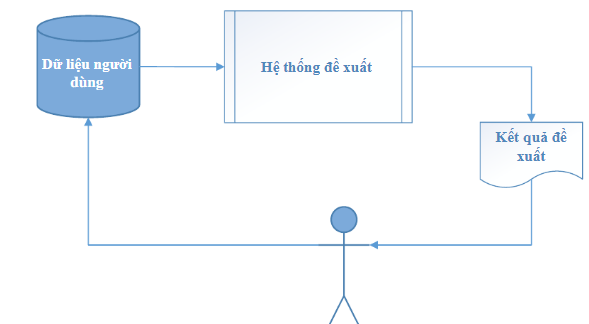 Dữ liệu người
dùng
Hệ thống đề xuất
Kết quả đề
xuất